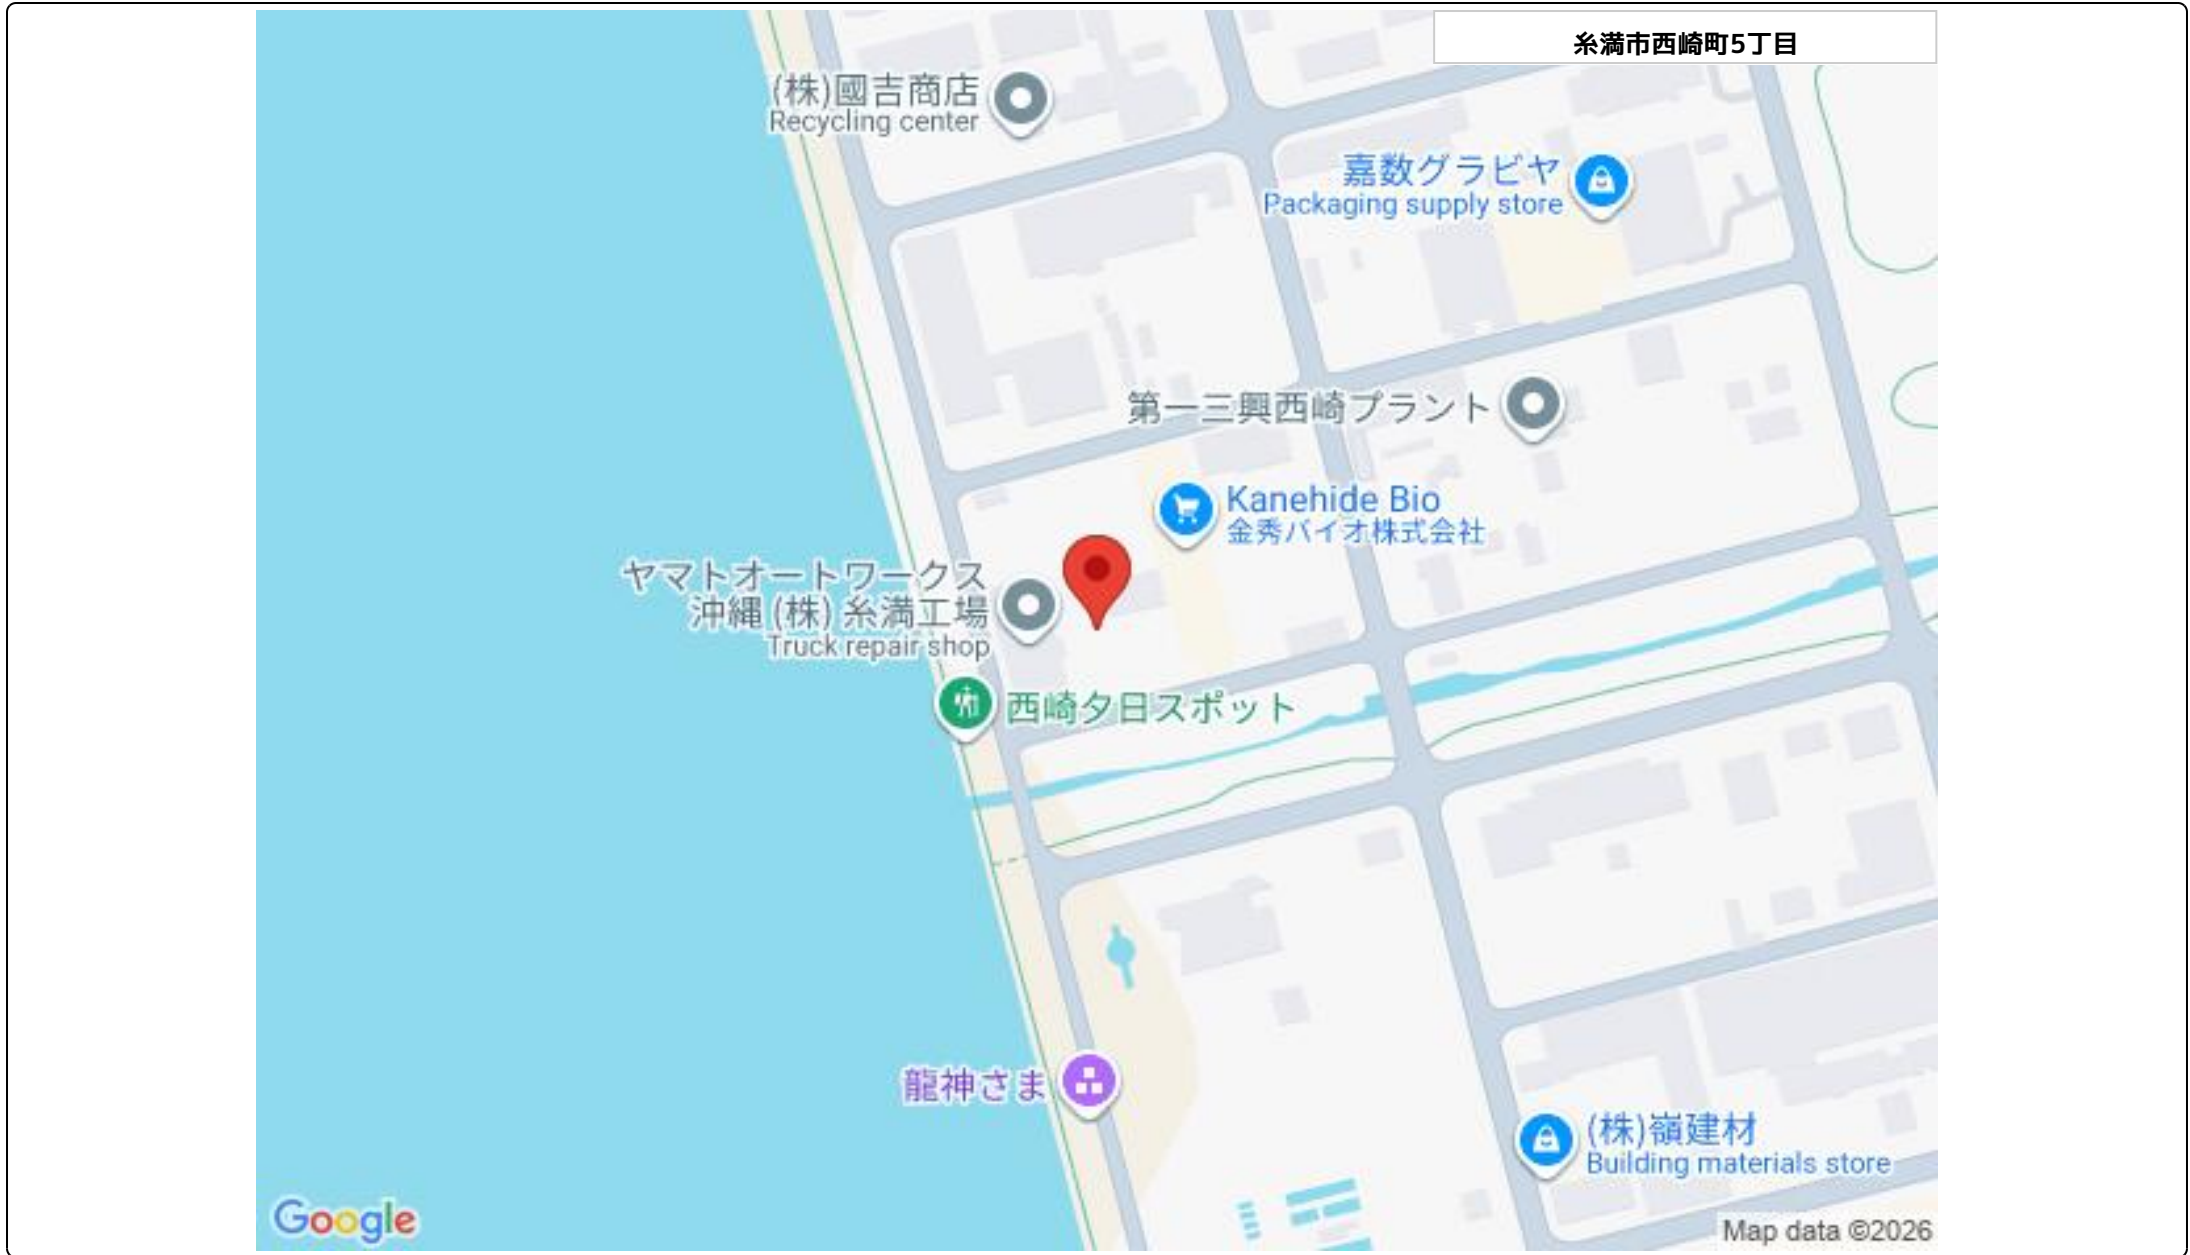 糸満市西崎町5丁目
(株)國吉商店
Recycling center
嘉数グラビヤ
Packaging supply store
第一三興西崎プラント
Kanehide Bio
金秀バイオ株式会社
ヤマトオートワークス
沖縄 (株) 糸満工場
Truck repair shop
西崎夕日スポット
龍神さま
(株)嶺建材
Building materials store
Google
Map data ©2026